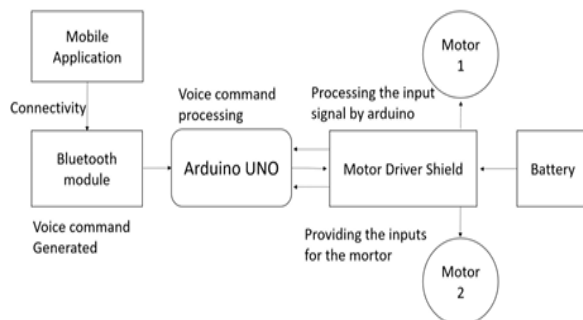 Mobile
Application
Connectivity
Bluetooth
module
Voice command
Generated
Voice command
processing
Arduino UNO
Processing the input
signal by arduino
Motor Driver Shield
Providing the inputs
for the mortor
Motor
1
Battery
Motor
2